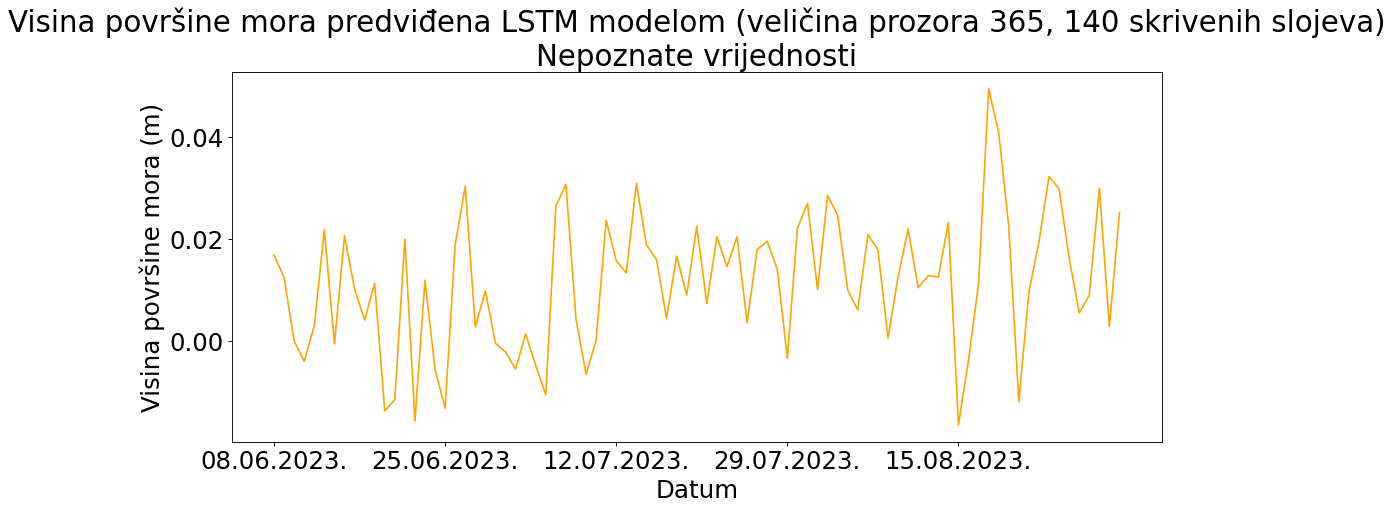 Visina površine mora predviđena LSTM modelom (veličina prozora 365, 140 skrivenih slojeva)
Nepoznate vrijednosti
Visina površine mora (m)
0.04
0.02
0.00
08.06.2023. 25.06.2023. 12.07.2023. 29.07.2023. 15.08.2023.
Datum